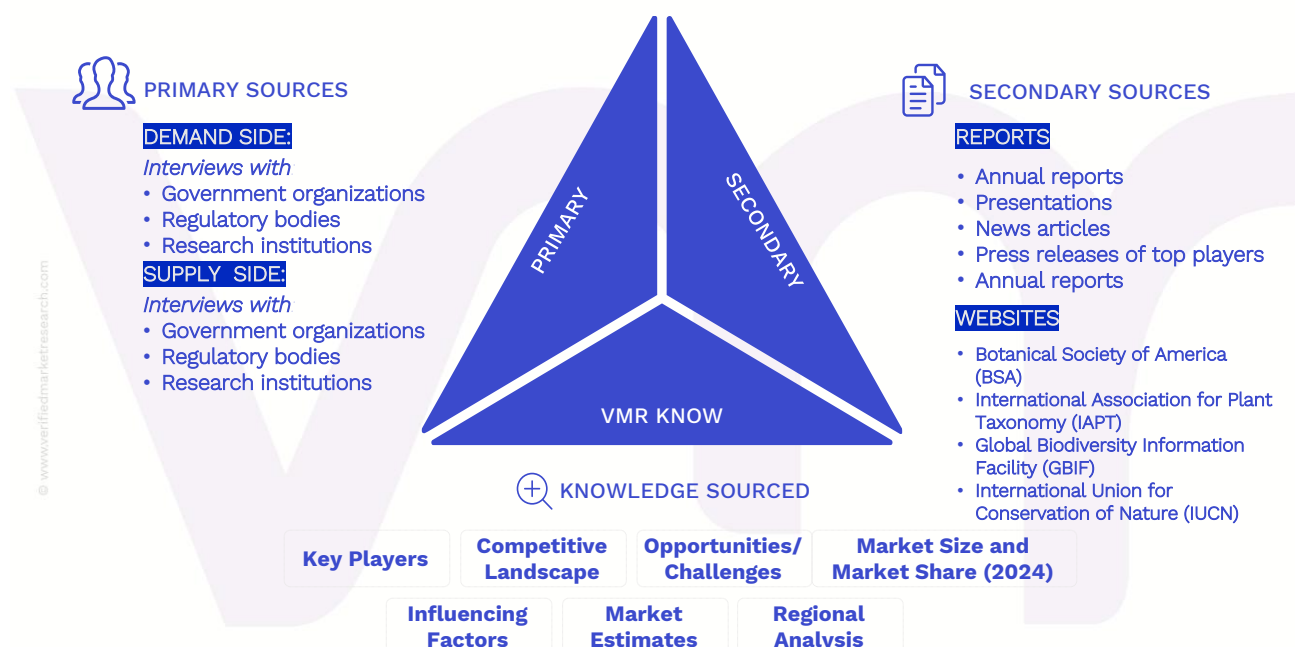 PRIMARY SOURCES
DEMAND SIDE:
Interviews with
• Government organizations
• Regulatory bodies
• Research institutions
SUPPLY SIDE:
Interviews with
• Government organizations
• Regulatory bodies
• Research institutions
PRIMARY
SECONDARY
VMR KNOW
SECONDARY SOURCES
REPORTS
• Annual reports
• Presentations
• News articles
• Press releases of top players
• Annual reports
WEBSITES
• Botanical Society of America
(BSA)
• International Association for Plant
Taxonomy (IAPT)
• Global Biodiversity Information
Facility (GBIF)
• International Union for
Conservation of Nature (IUCN)
KNOWLEDGE SOURCED
Key Players
Competitive
Landscape
Opportunities/
Challenges
Market Size and
Market Share (2024)
Influencing
Factors
Market
Estimates
Regional
Analysis
© www.verifiedmarketresearch.com
vmr